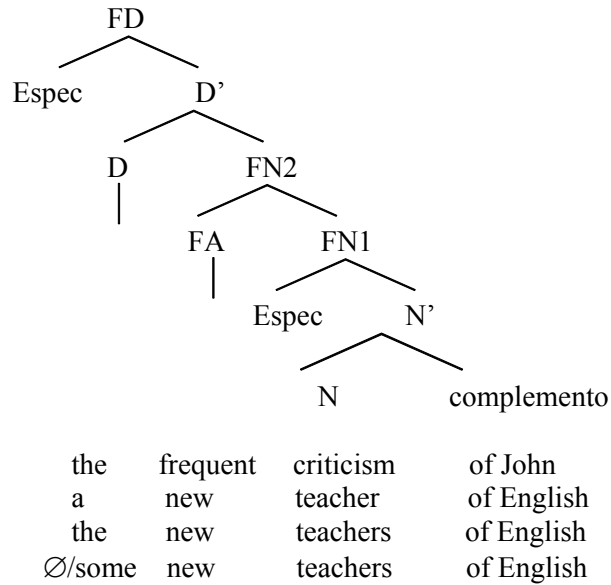 FD
Espec D’
D FN2
FA FN1
Espec N’
N complemento
the frequent criticism of John
a new teacher of English
the new teachers of English
∅/some new teachers of English